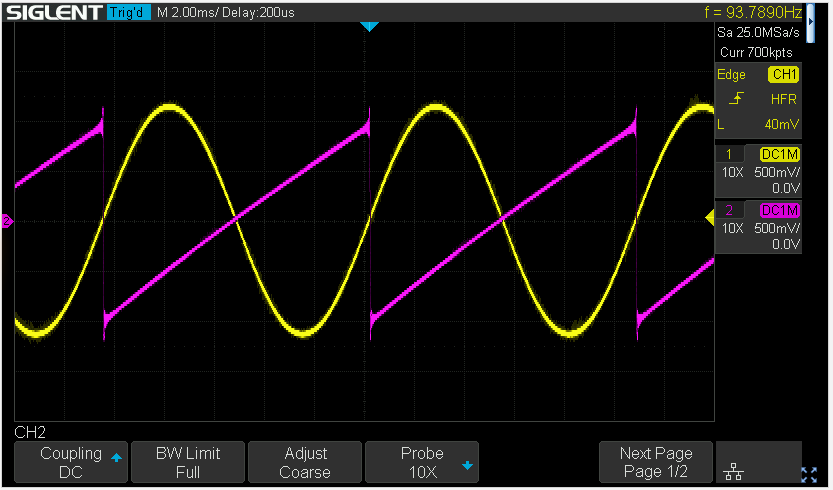 SIGLENT Trig'd M 2.00ms/ Delay:200us f = 93.7890Hz
Sa 25.0MSa/s
Curr 700kpts
Edge CH1
HFR
L 40mV
1 DC1M
10X 500mV/
0.0V
2 DC1M
10X 500mV/
0.0V
2
CH2
Coupling
DC
BW Limit
Full
Adjust
Coarse
Probe
10X
Next Page
Page 1/2